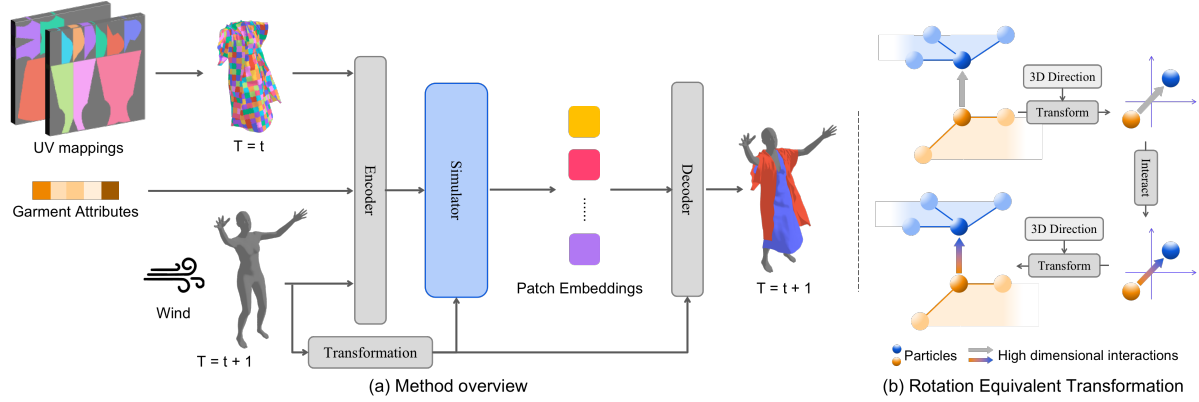 UV mappings
T = t
Garment Attributes
Wind
T = t + 1
Encoder
Transformation
Simulator
Patch Embeddings
Decoder
T = t + 1
(a) Method overview
3D Direction
Transform
Interact
3D Direction
Transform
Particles
High dimensional interactions
(b) Rotation Equivalent Transformation